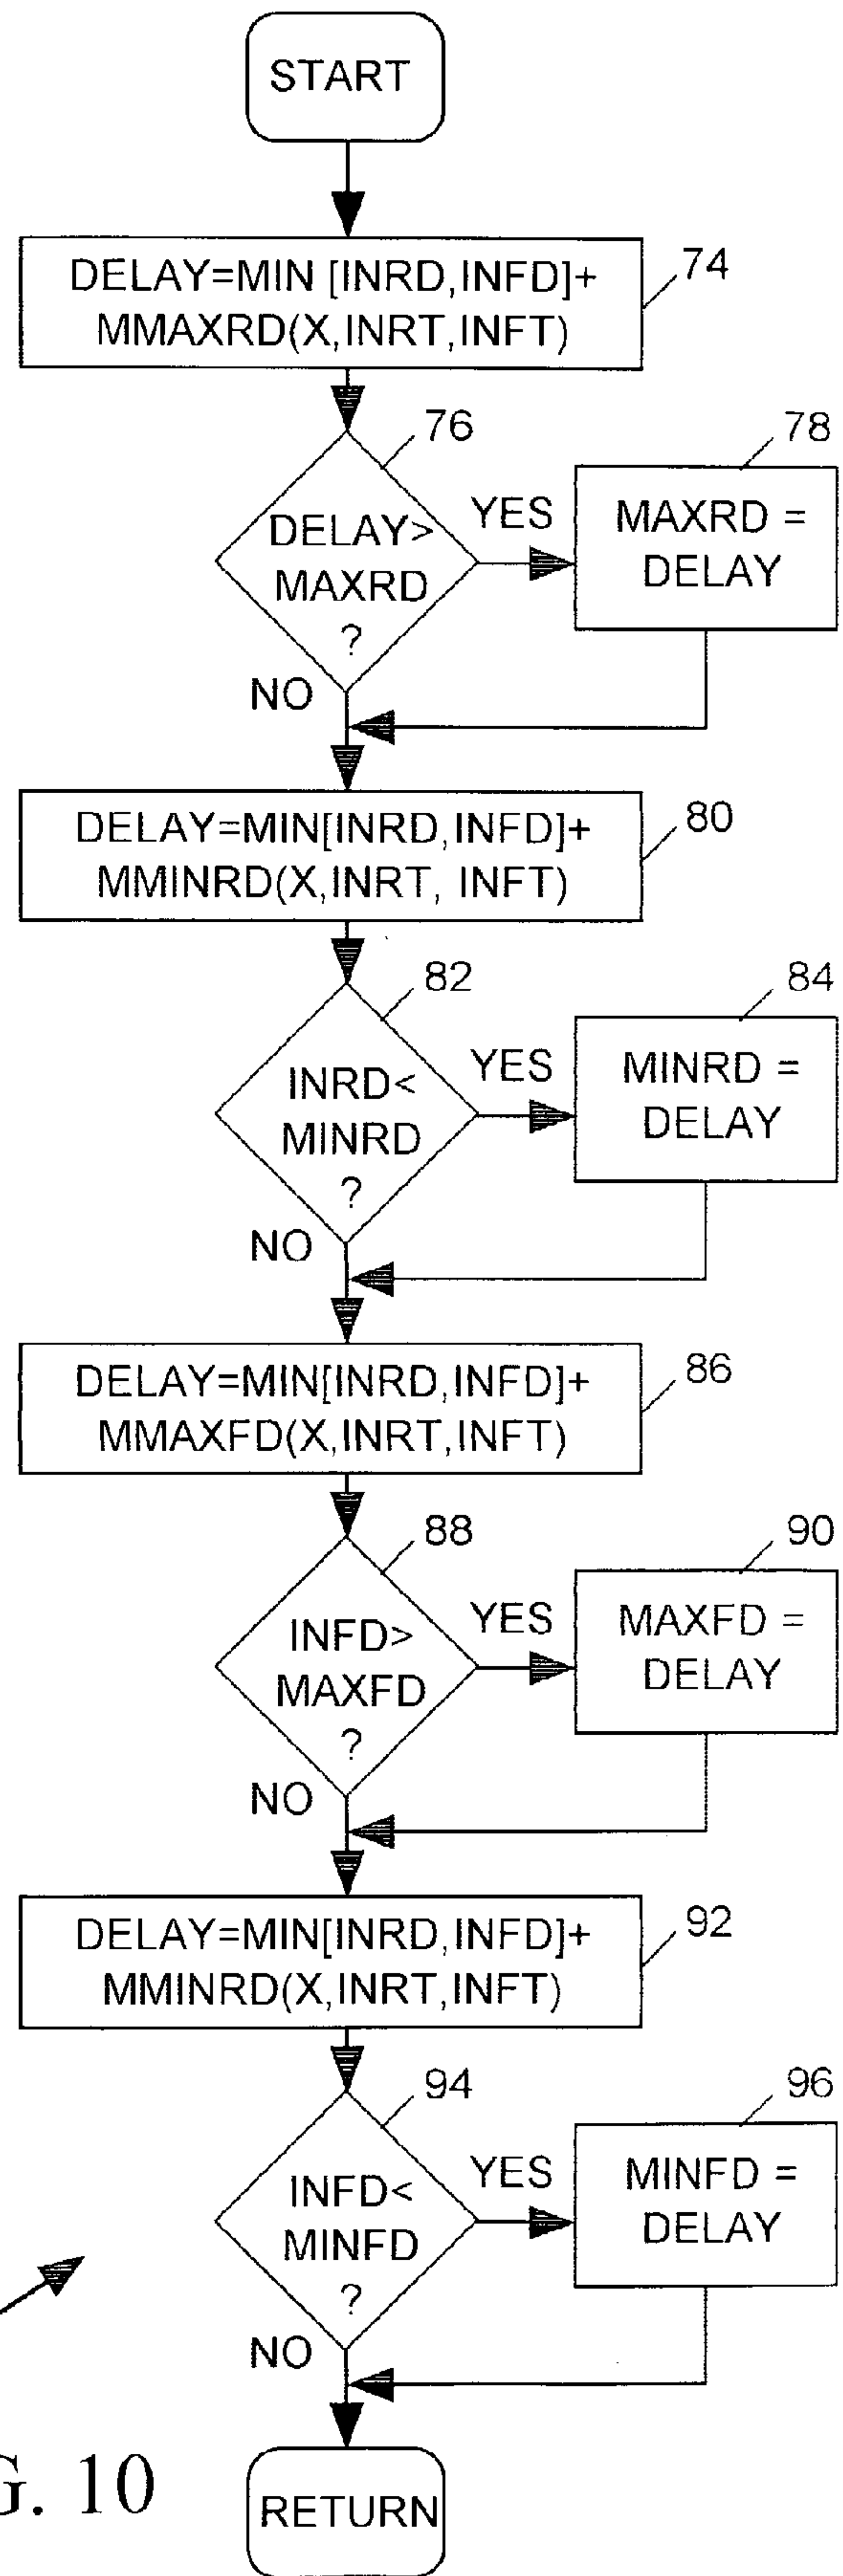 START
DELAY=MIN [INRD,INFD]+
MMAXRD(X,INRT,INFT)
74
76
DELAY>
MAXRD
?
YES
NO
78
MAXRD =
DELAY
DELAY=MIN[INRD,INFD]+
MMINRD(X,INRT, INFT)
80
82
INRD<
MINRD
?
YES
NO
84
MINRD =
DELAY
DELAY=MIN[INRD,INFD]+
MMAXFD(X,INRT,INFT)
86
88
INFD>
MAXFD
?
YES
NO
90
MAXFD =
DELAY
DELAY=MIN[INRD,INFD]+
MMINRD(X,INRT,INFT)
92
94
INFD<
MINFD
?
YES
NO
96
MINFD =
DELAY
G. 10
RETURN